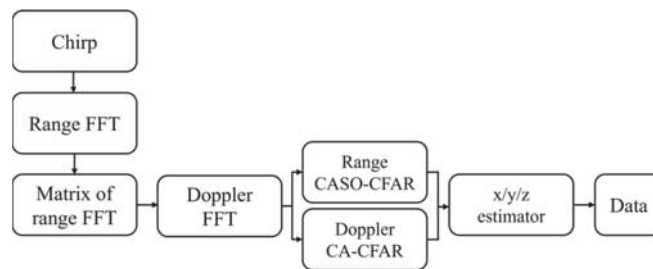 Chirp
Range FFT
Matrix of
range FFT
Doppler
FFT
Range
CASO-CFAR
Doppler
CA-CFAR
x/y/z
estimator
Data